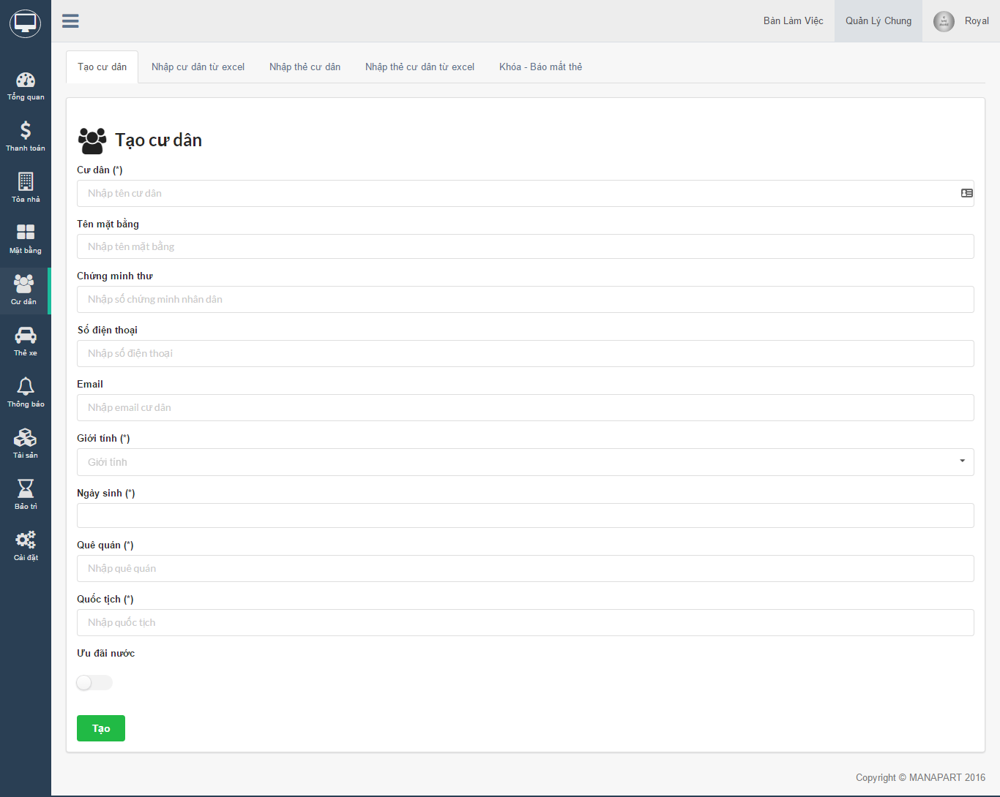 Bàn Làm Việc
Quản Lý Chung
Royal
Tổng quan
Thanh toán
Tòa nhà
Mặt bằng
Cư dân
Thẻ xe
Thông báo
Tài sản
Bảo trì
Cài đặt
Tạo cư dân
Nhập cư dân từ excel
Nhập thẻ cư dân
Nhập thẻ cư dân từ excel
Khóa - Báo mất thẻ
Tạo cư dân
Cư dân (*)
Nhập tên cư dân
Tên mặt bằng
Nhập tên mặt bằng
Chứng minh thư
Nhập số chứng minh nhân dân
Số điện thoại
Nhập số điện thoại
Email
Nhập email cư dân
Giới tính (*)
Giới tính
Ngày sinh (*)
Quê quán (*)
Nhập quê quán
Quốc tịch (*)
Nhập quốc tịch
Ưu đãi nước
Tạo
Copyright © MANAPART 2016